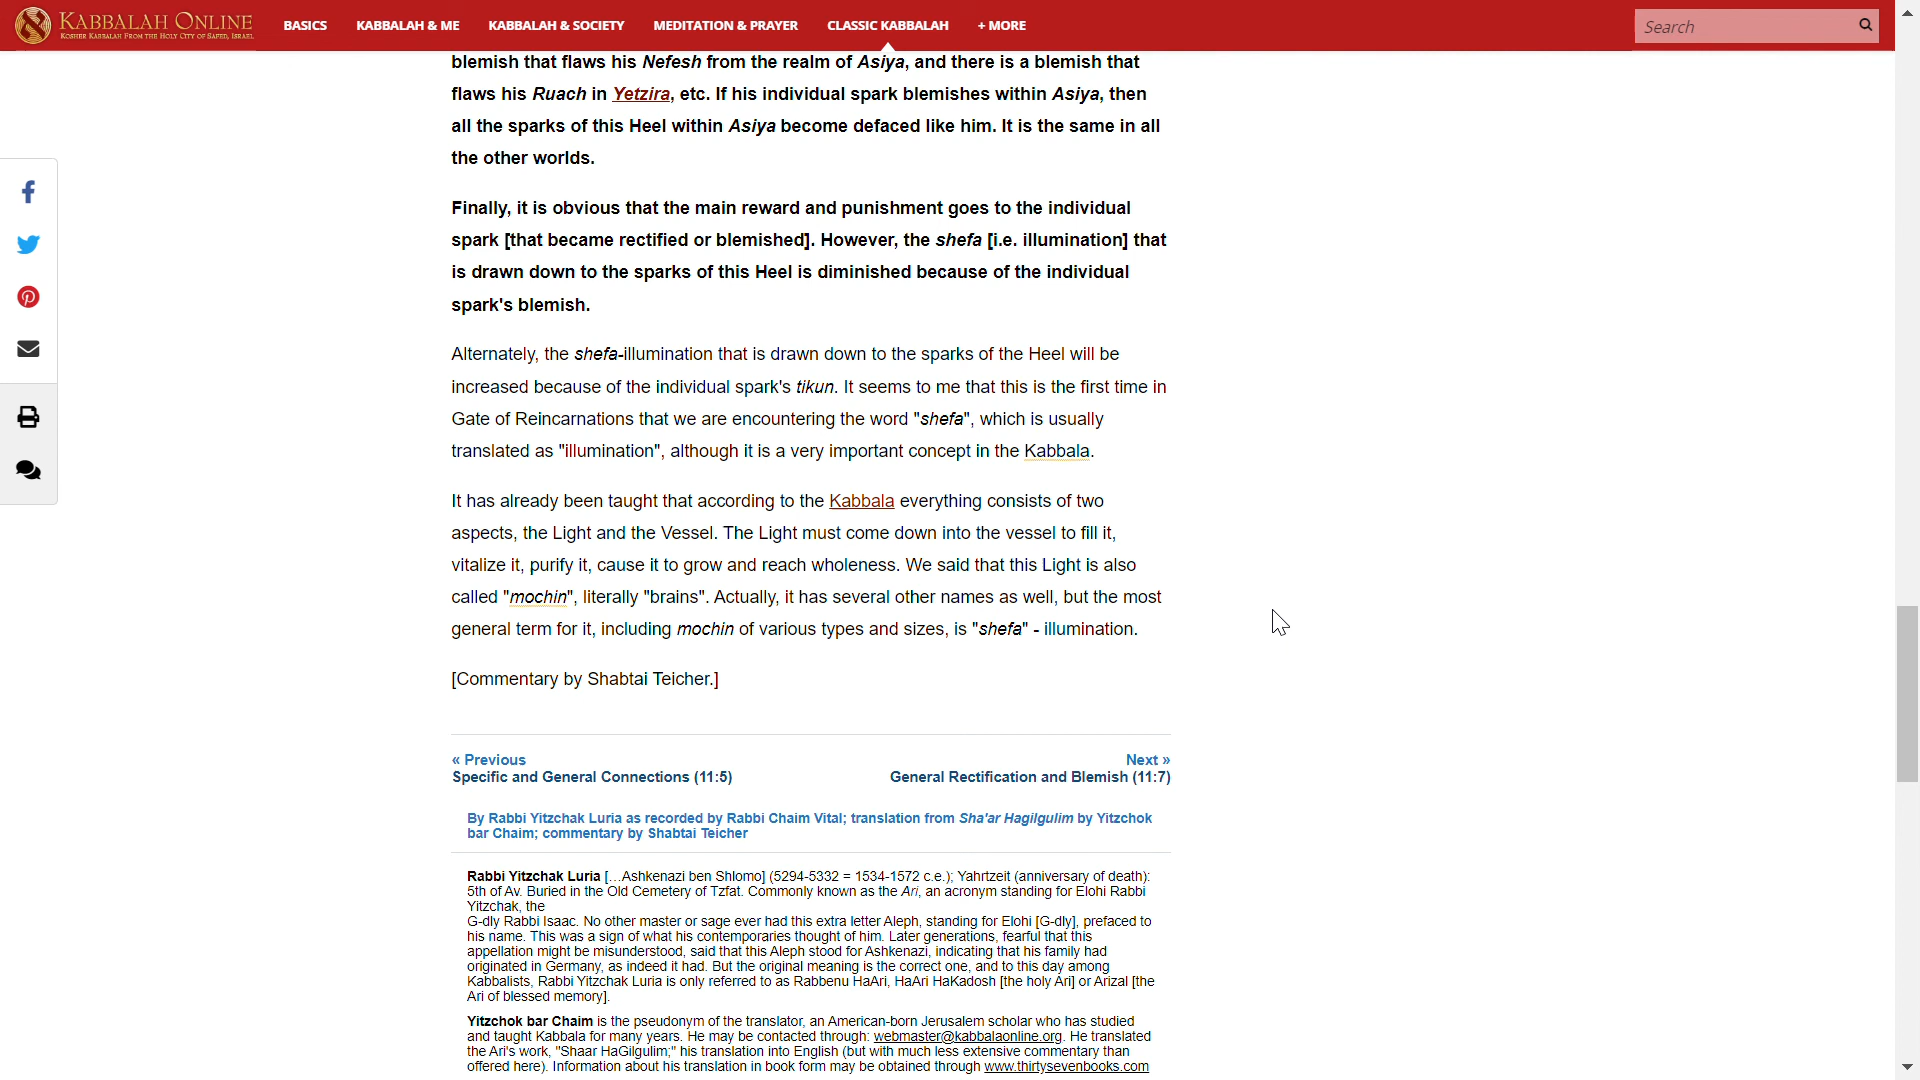 KABBALAH ONLINE
KOSHER KABBALAH FROM THE HOLY CITY OF SAFED, ISRAEL
BASICS
KABBALAH & ME
KABBALAH & SOCIETY
MEDITATION & PRAYER
CLASSIC KABBALAH
+ MORE
Search
blemish that flaws his Nefesh from the realm of Asiya, and there is a blemish that
flaws his Ruach in Yetzira, etc. If his individual spark blemishes within Asiya, then
all the sparks of this Heel within Asiya become defaced like him. It is the same in all
the other worlds.
Finally, it is obvious that the main reward and punishment goes to the individual
spark [that became rectified or blemished]. However, the shefa [i.e. illumination] that
is drawn down to the sparks of this Heel is diminished because of the individual
spark's blemish.
Alternately, the shefa-illumination that is drawn down to the sparks of the Heel will be
increased because of the individual spark's tikun. It seems to me that this is the first time in
Gate of Reincarnations that we are encountering the word "shefa", which is usually
translated as "illumination", although it is a very important concept in the Kabbala.
It has already been taught that according to the Kabbala everything consists of two
aspects, the Light and the Vessel. The Light must come down into the vessel to fill it,
vitalize it, purify it, cause it to grow and reach wholeness. We said that this Light is also
called "mochin", literally "brains". Actually, it has several other names as well, but the most
general term for it, including mochin of various types and sizes, is "shefa" - illumination.
[Commentary by Shabtai Teicher.]
« Previous
Specific and General Connections (11:5)
Next »
General Rectification and Blemish (11:7)
By Rabbi Yitzchak Luria as recorded by Rabbi Chaim Vital; translation from Sha'ar Hagilgulim by Yitzchok
bar Chaim; commentary by Shabtai Teicher
Rabbi Yitzchak Luria [...Ashkenazi ben Shlomo] (5294-5332 = 1534-1572 c.e.); Yahrtzeit (anniversary of death):
5th of Av. Buried in the Old Cemetery of Tzfat. Commonly known as the Ari, an acronym standing for Elohi Rabbi
Yitzchak, the
G-dly Rabbi Isaac. No other master or sage ever had this extra letter Aleph, standing for Elohi [G-dly], prefaced to
his name. This was a sign of what his contemporaries thought of him. Later generations, fearful that this
appellation might be misunderstood, said that this Aleph stood for Ashkenazi, indicating that his family had
originated in Germany, as indeed it had. But the original meaning is the correct one, and to this day among
Kabbalists, Rabbi Yitzchak Luria is only referred to as Rabbenu HaAri, HaAri HaKadosh [the holy Ari] or Arizal [the
Ari of blessed memory].
Yitzchok bar Chaim is the pseudonym of the translator, an American-born Jerusalem scholar who has studied
and taught Kabbala for many years. He may be contacted through: webmaster@kabbalaonline.org. He translated
the Ari's work, "Shaar HaGilgulim;" his translation into English (but with much less extensive commentary than
offered here). Information about his translation in book form may be obtained through www.thirtysevenbooks.com